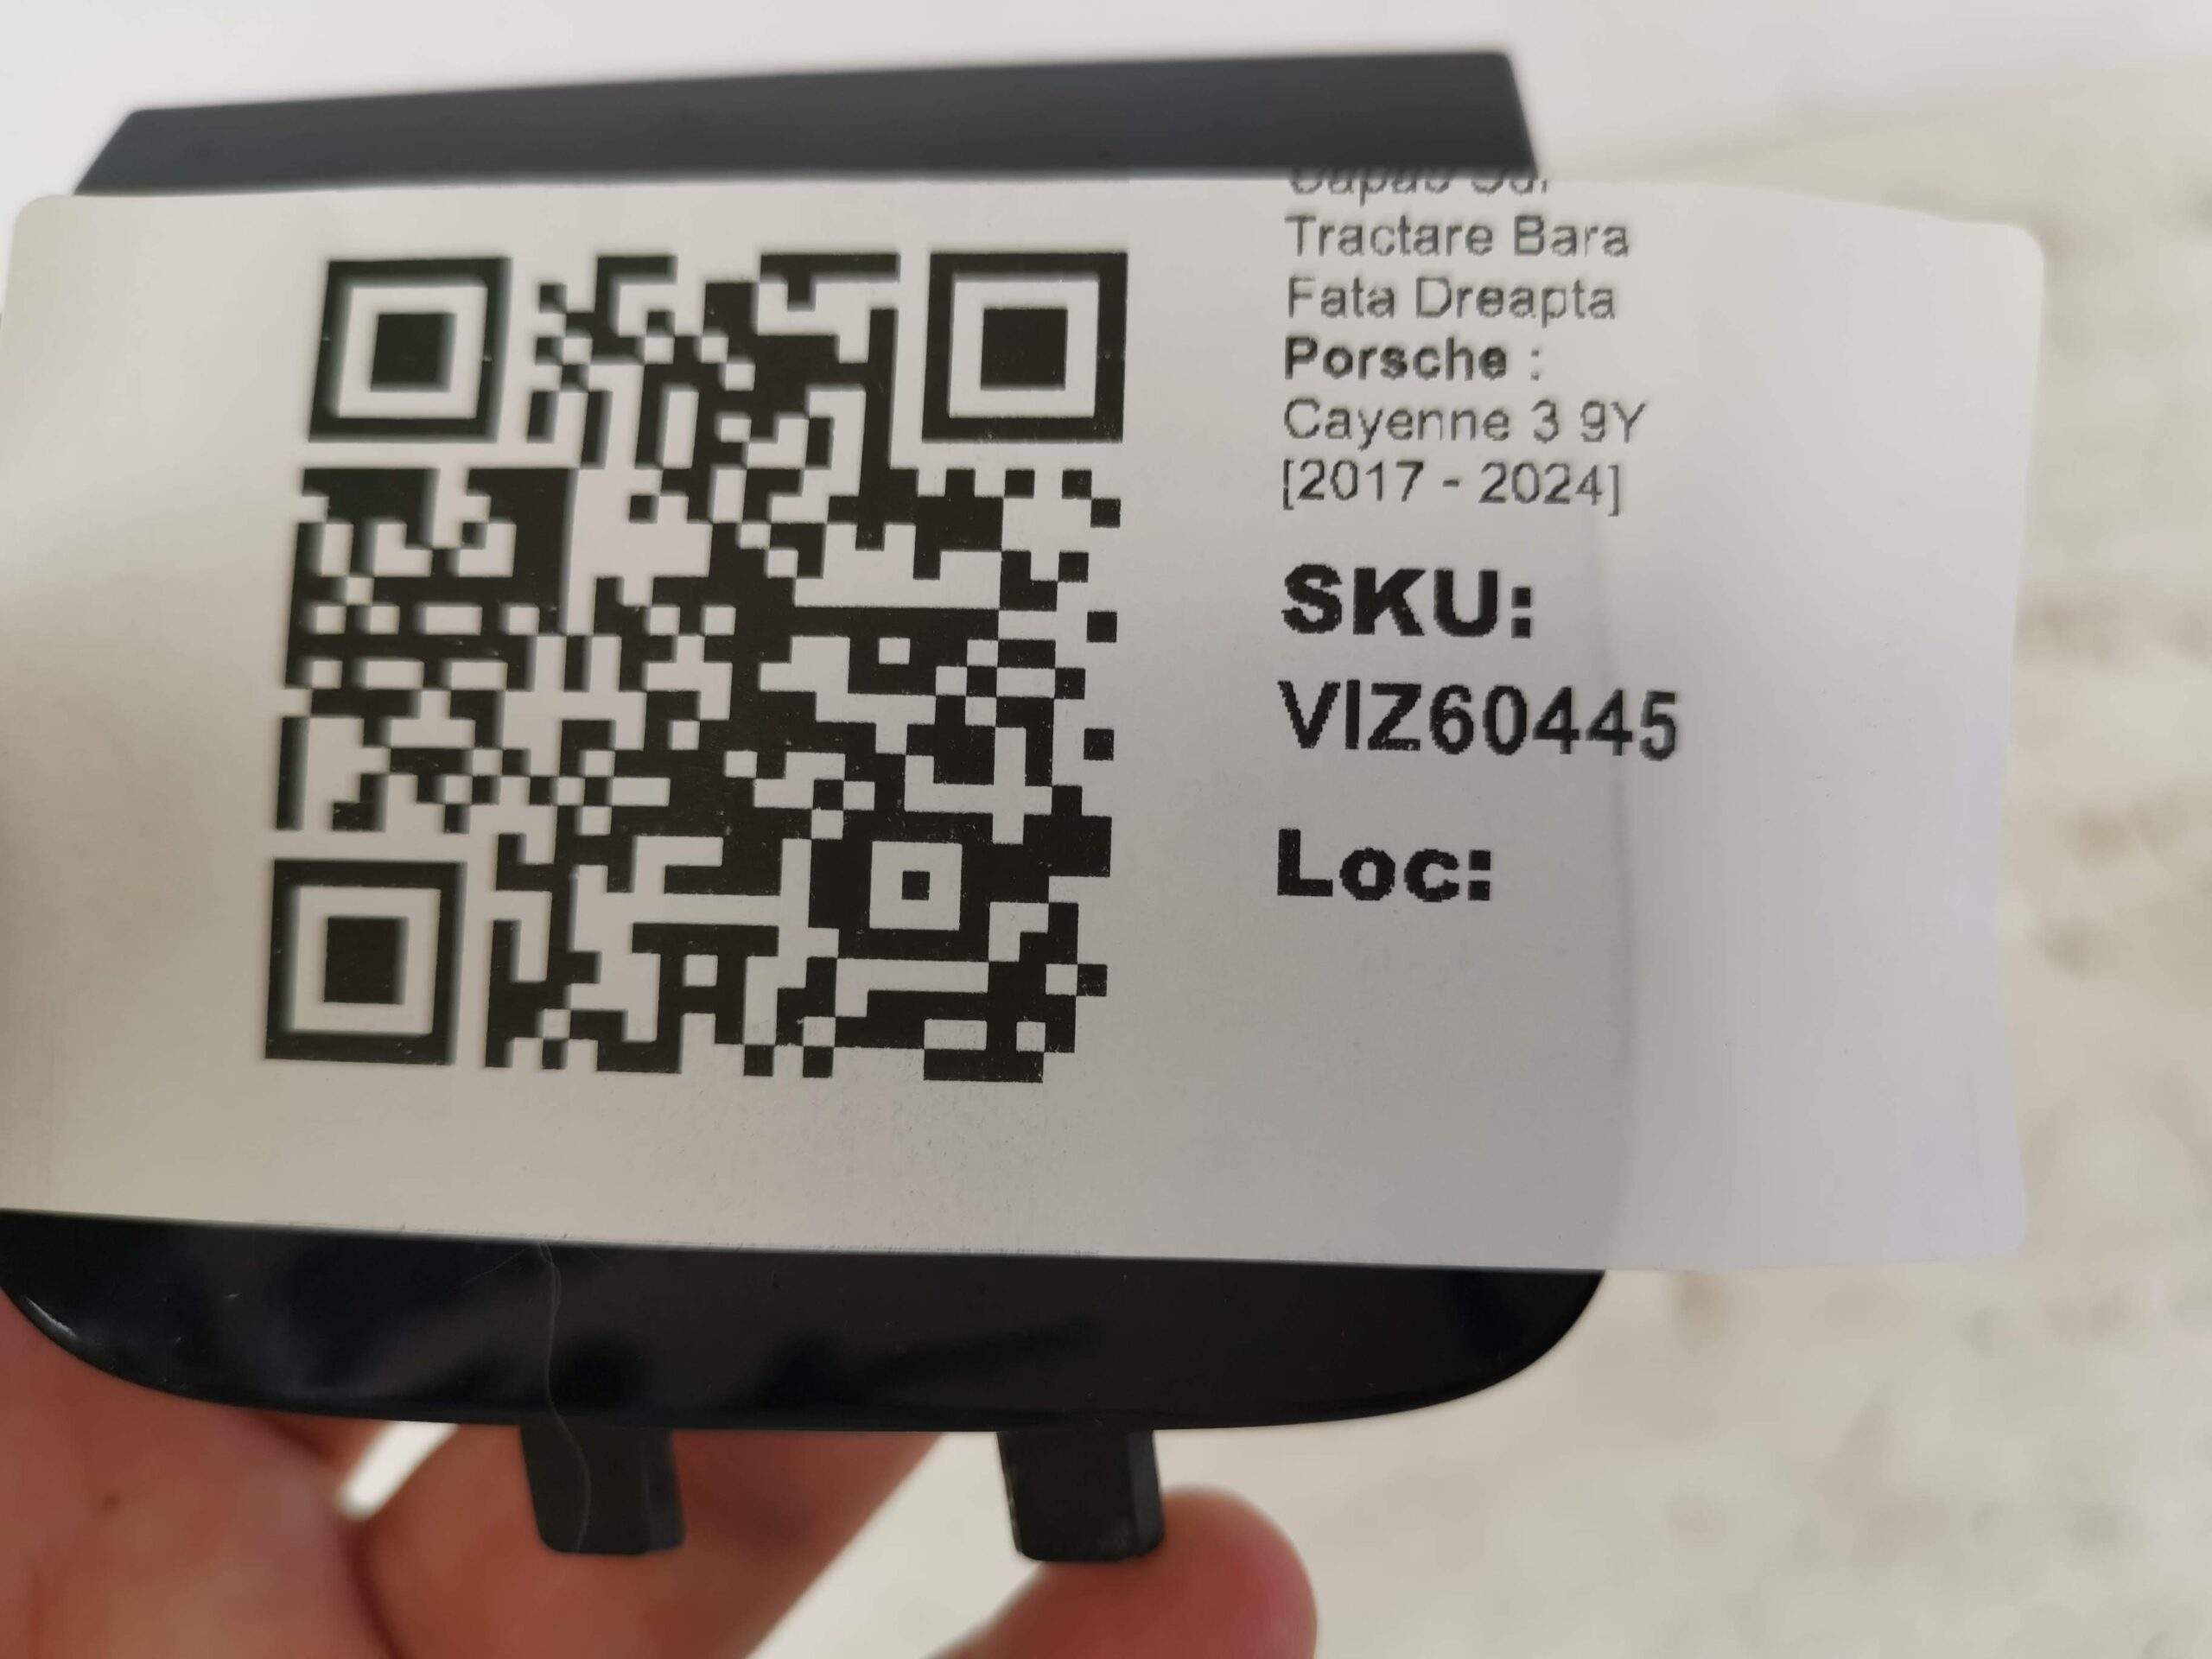 Tractare Bara
Fata Dreapta
Porsche :
Cayenne 3 9Y
[2017 - 2024]
SKU:
VIZ60445
Loc: